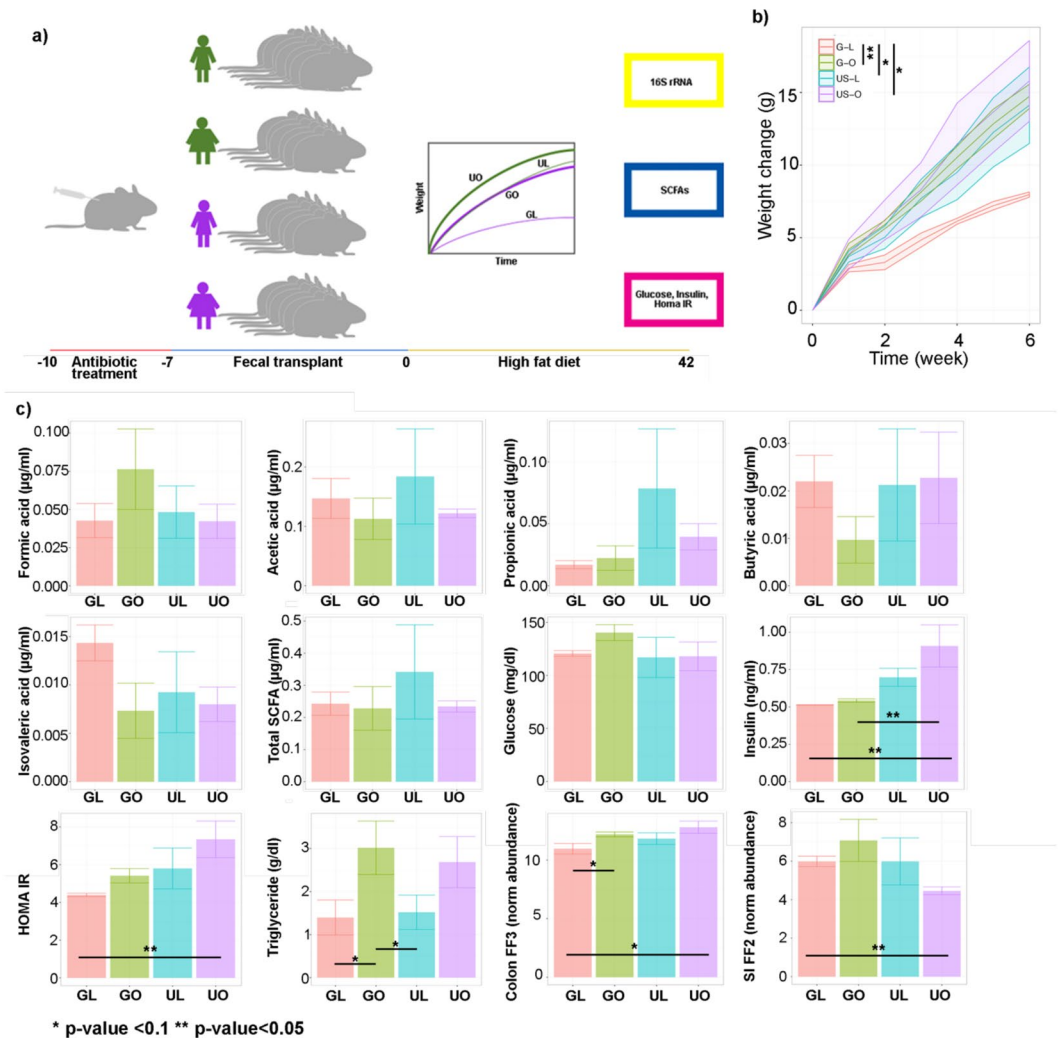 a)
16S rRNA
SCFAs
Glucose, Insulin,
Homa IR
Weight
UO
UL
GO
GL
Time
-10
Antibiotic
treatment
-7
Fecal transplant
0
High fat diet
42
b)
Weight change (g)
15
10
5
0
G-L
G-O
US-L
US-O
**
*
*
0
2
4
6
Time (week)
c)
Formic acid (µg/ml)
0.100
0.075
0.050
0.025
0.000
GL GO UL UO
Acetic acid (µg/ml)
0.2
0.1
0
GL GO UL UO
Propionic acid (µg/ml)
0.10
0.05
0.00
GL GO UL UO
Butyric acid (µg/ml)
0.03
0.02
0.01
0.00
GL GO UL UO
Isovaleric acid (µg/ml)
0.015
0.010
0.005
0.000
GL GO UL UO
Total SCFA (µg/ml)
0.5
0.4
0.3
0.2
0.1
0.0
GL GO UL UO
Glucose (mg/dl)
150
100
50
0
GL GO UL UO
Insulin (ng/ml)
1.00
0.75
0.50
0.25
0.00
**
**
GL GO UL UO
HOMA IR
8
6
4
2
0
**
GL GO UL UO
Triglyceride (g/dl)
3
2
1
0
*
*
GL GO UL UO
Colon FF3 (norm abundance)
10
5
0
*
*
GL GO UL UO
SI FF2 (norm abundance)
8
6
4
2
0
**
GL GO UL UO
* p-value <0.1 ** p-value<0.05